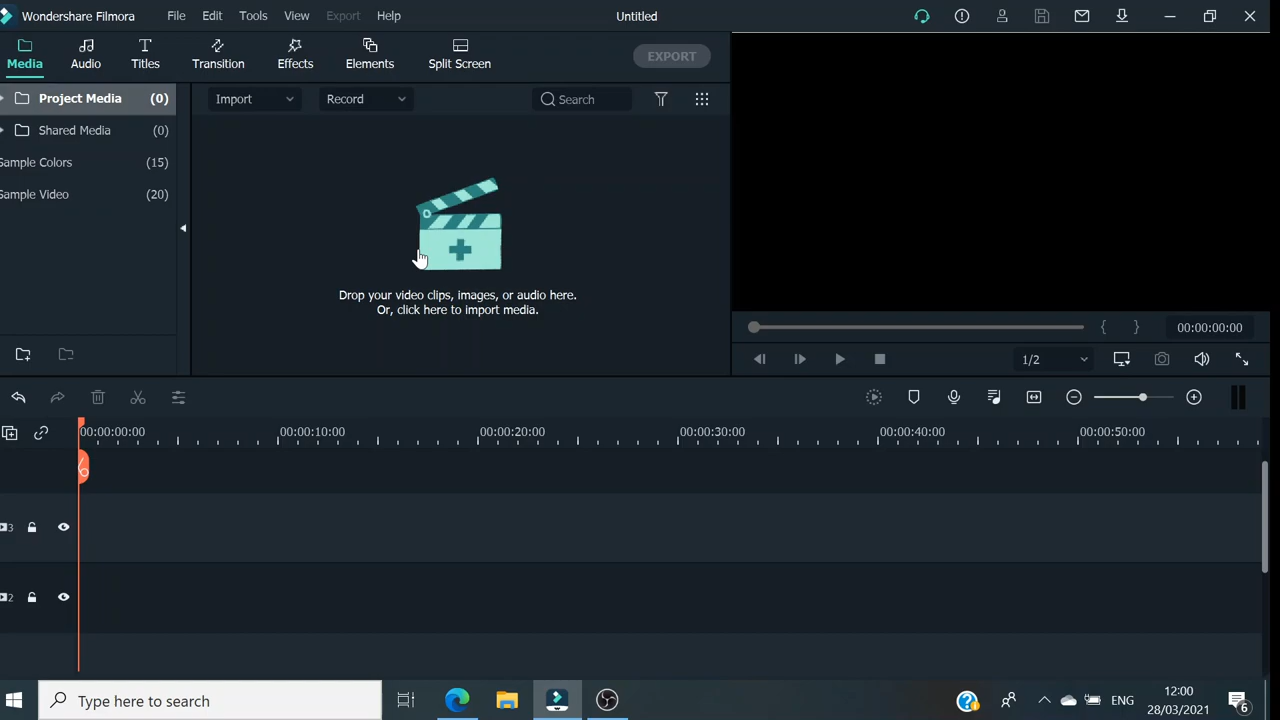 Wondershare Filmora File Edit Tools View Export Help Untitled
Media Audio Titles Transition Effects Elements Split Screen EXPORT
Project Media (0)
Shared Media (0)
Sample Colors (15)
Sample Video (20)
Import Record Search
Drop your video clips, images, or audio here.
Or, click here to import media.
00:00:00:00
1/2
00:00:00:00 00:00:10:00 00:00:20:00 00:00:30:00 00:00:40:00 00:00:50:00
3
2
Type here to search
ENG
12:00
28/03/2021
6